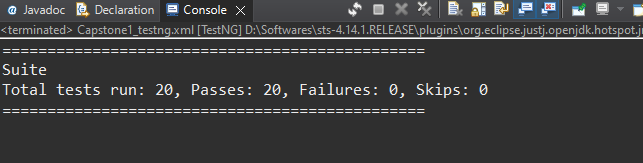 Javadoc Declaration Console
<terminated> Capstone1_testng.xml [TestNG] D:\Softwares\sts-4.14.1.RELEASE\plugins\org.eclipse.justj.openjdk.hotspot.jr
===============================================
Suite
Total tests run: 20, Passes: 20, Failures: 0, Skips: 0
===============================================